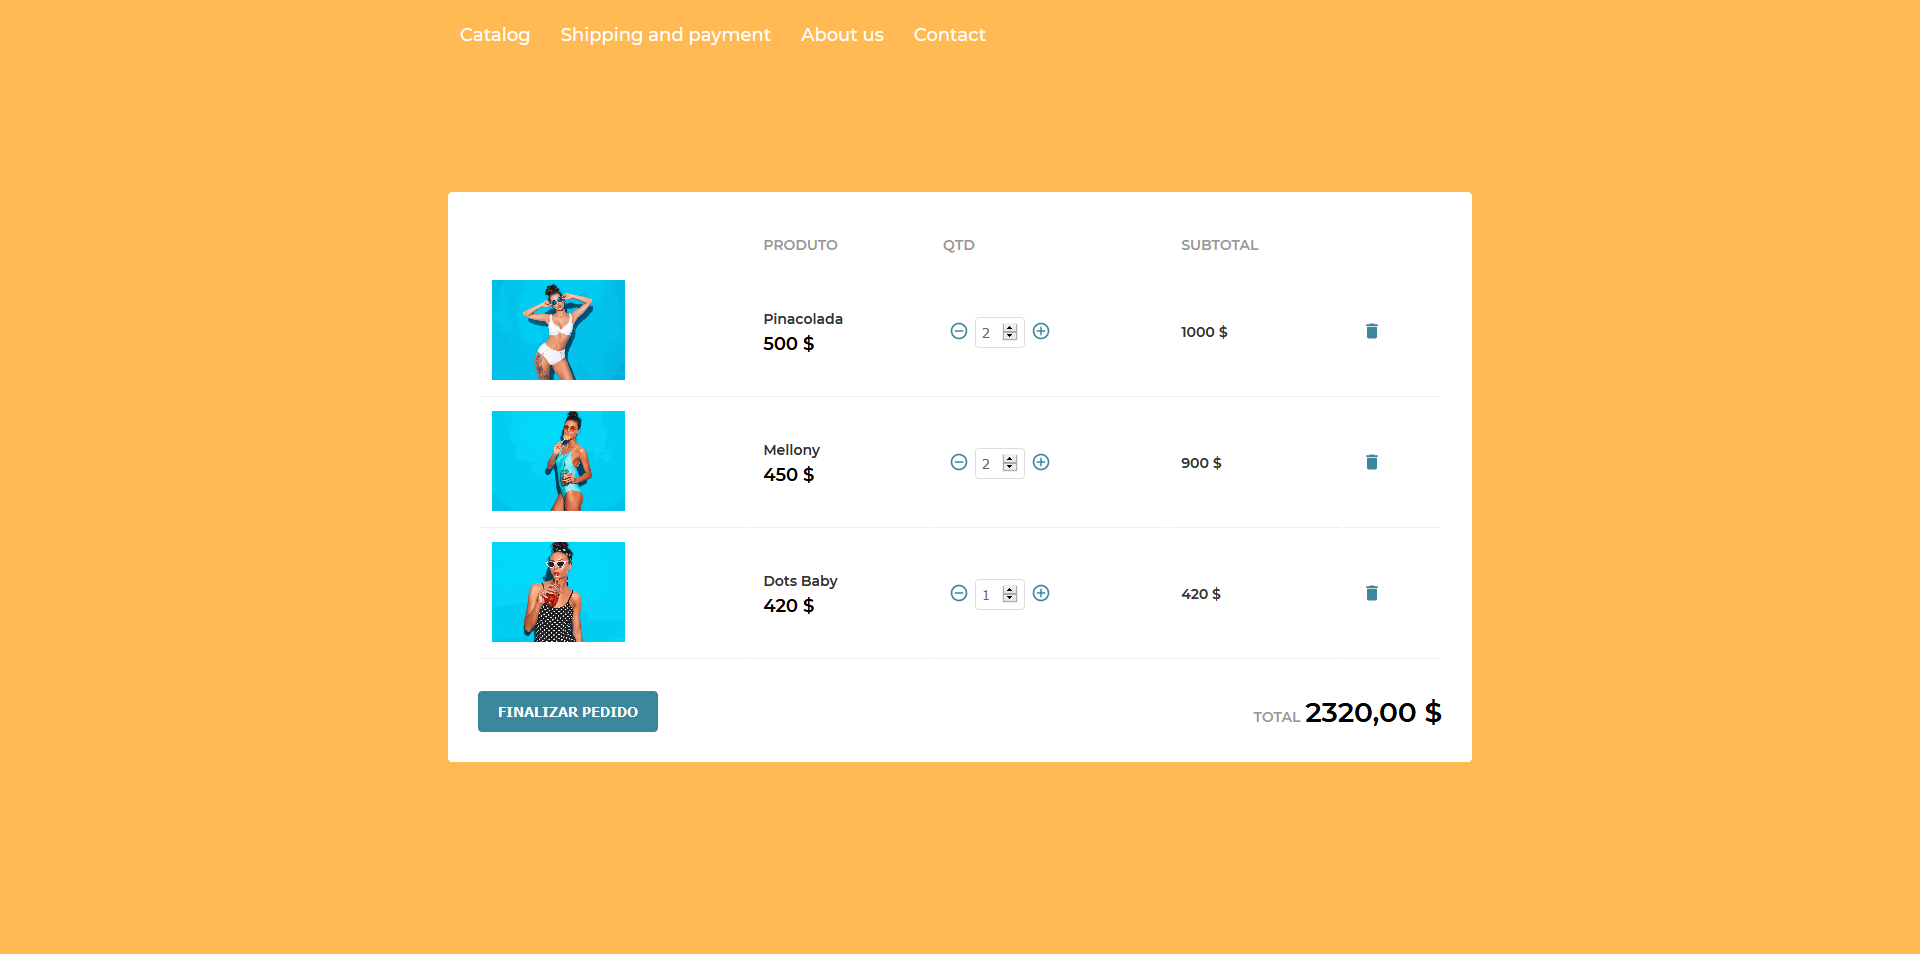 Catalog Shipping and payment About us Contact
PRODUTO QTD SUBTOTAL
Pinacolada
500 $
2
1000 $
Mellony
450 $
2
900 $
Dots Baby
420 $
1
420 $
FINALIZAR PEDIDO
TOTAL 2320,00 $